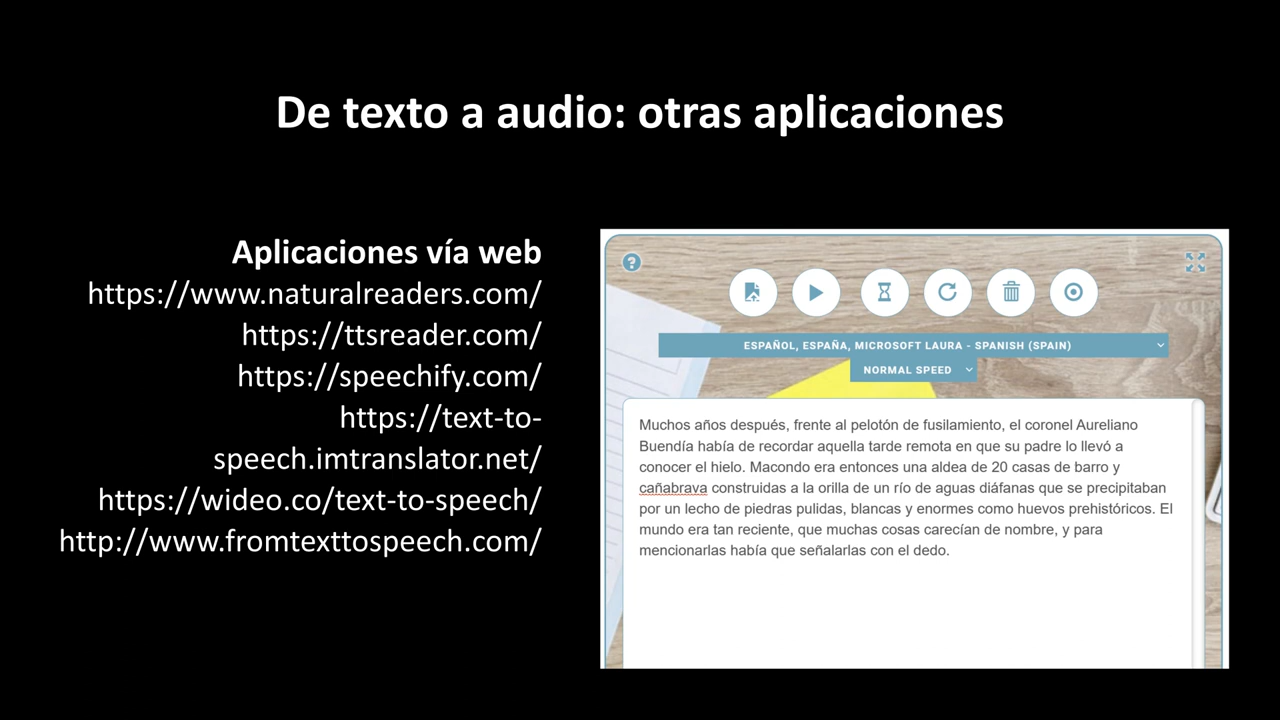 De texto a audio: otras aplicaciones
Aplicaciones vía web
https://www.naturalreaders.com/
https://ttsreader.com/
https://speechify.com/
https://text-to-
speech.imtranslator.net/
https://wideo.co/text-to-speech/
http://www.fromtexttospeech.com/
?
ESPAÑOL, ESPAÑA, MICROSOFT LAURA - SPANISH (SPAIN)
NORMAL SPEED
Muchos años después, frente al pelotón de fusilamiento, el coronel Aureliano
Buendía había de recordar aquella tarde remota en que su padre lo llevó a
conocer el hielo. Macondo era entonces una aldea de 20 casas de barro y
cañabrava construidas a la orilla de un río de aguas diáfanas que se precipitaban
por un lecho de piedras pulidas, blancas y enormes como huevos prehistóricos. El
mundo era tan reciente, que muchas cosas carecían de nombre, y para
mencionarlas había que señalarlas con el dedo.